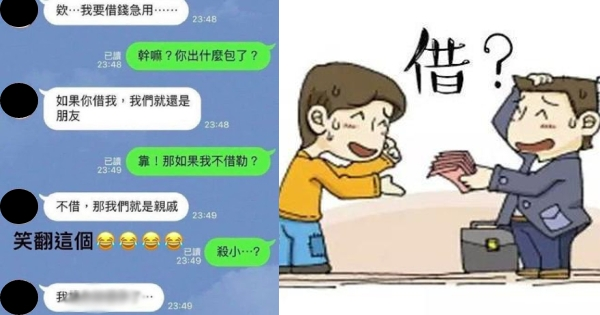 欸…我要借錢急用……
23:48
已讀
23:48
幹嘛？你出什麼包了？
如果你借我，我們就還是
朋友
23:48
已讀
23:49
靠！那如果我不借勒？
不借，那我們就是親戚
23:49
笑翻這個😂😂😂😂
已讀
23:49
殺小…?
我
…
23:49
借?